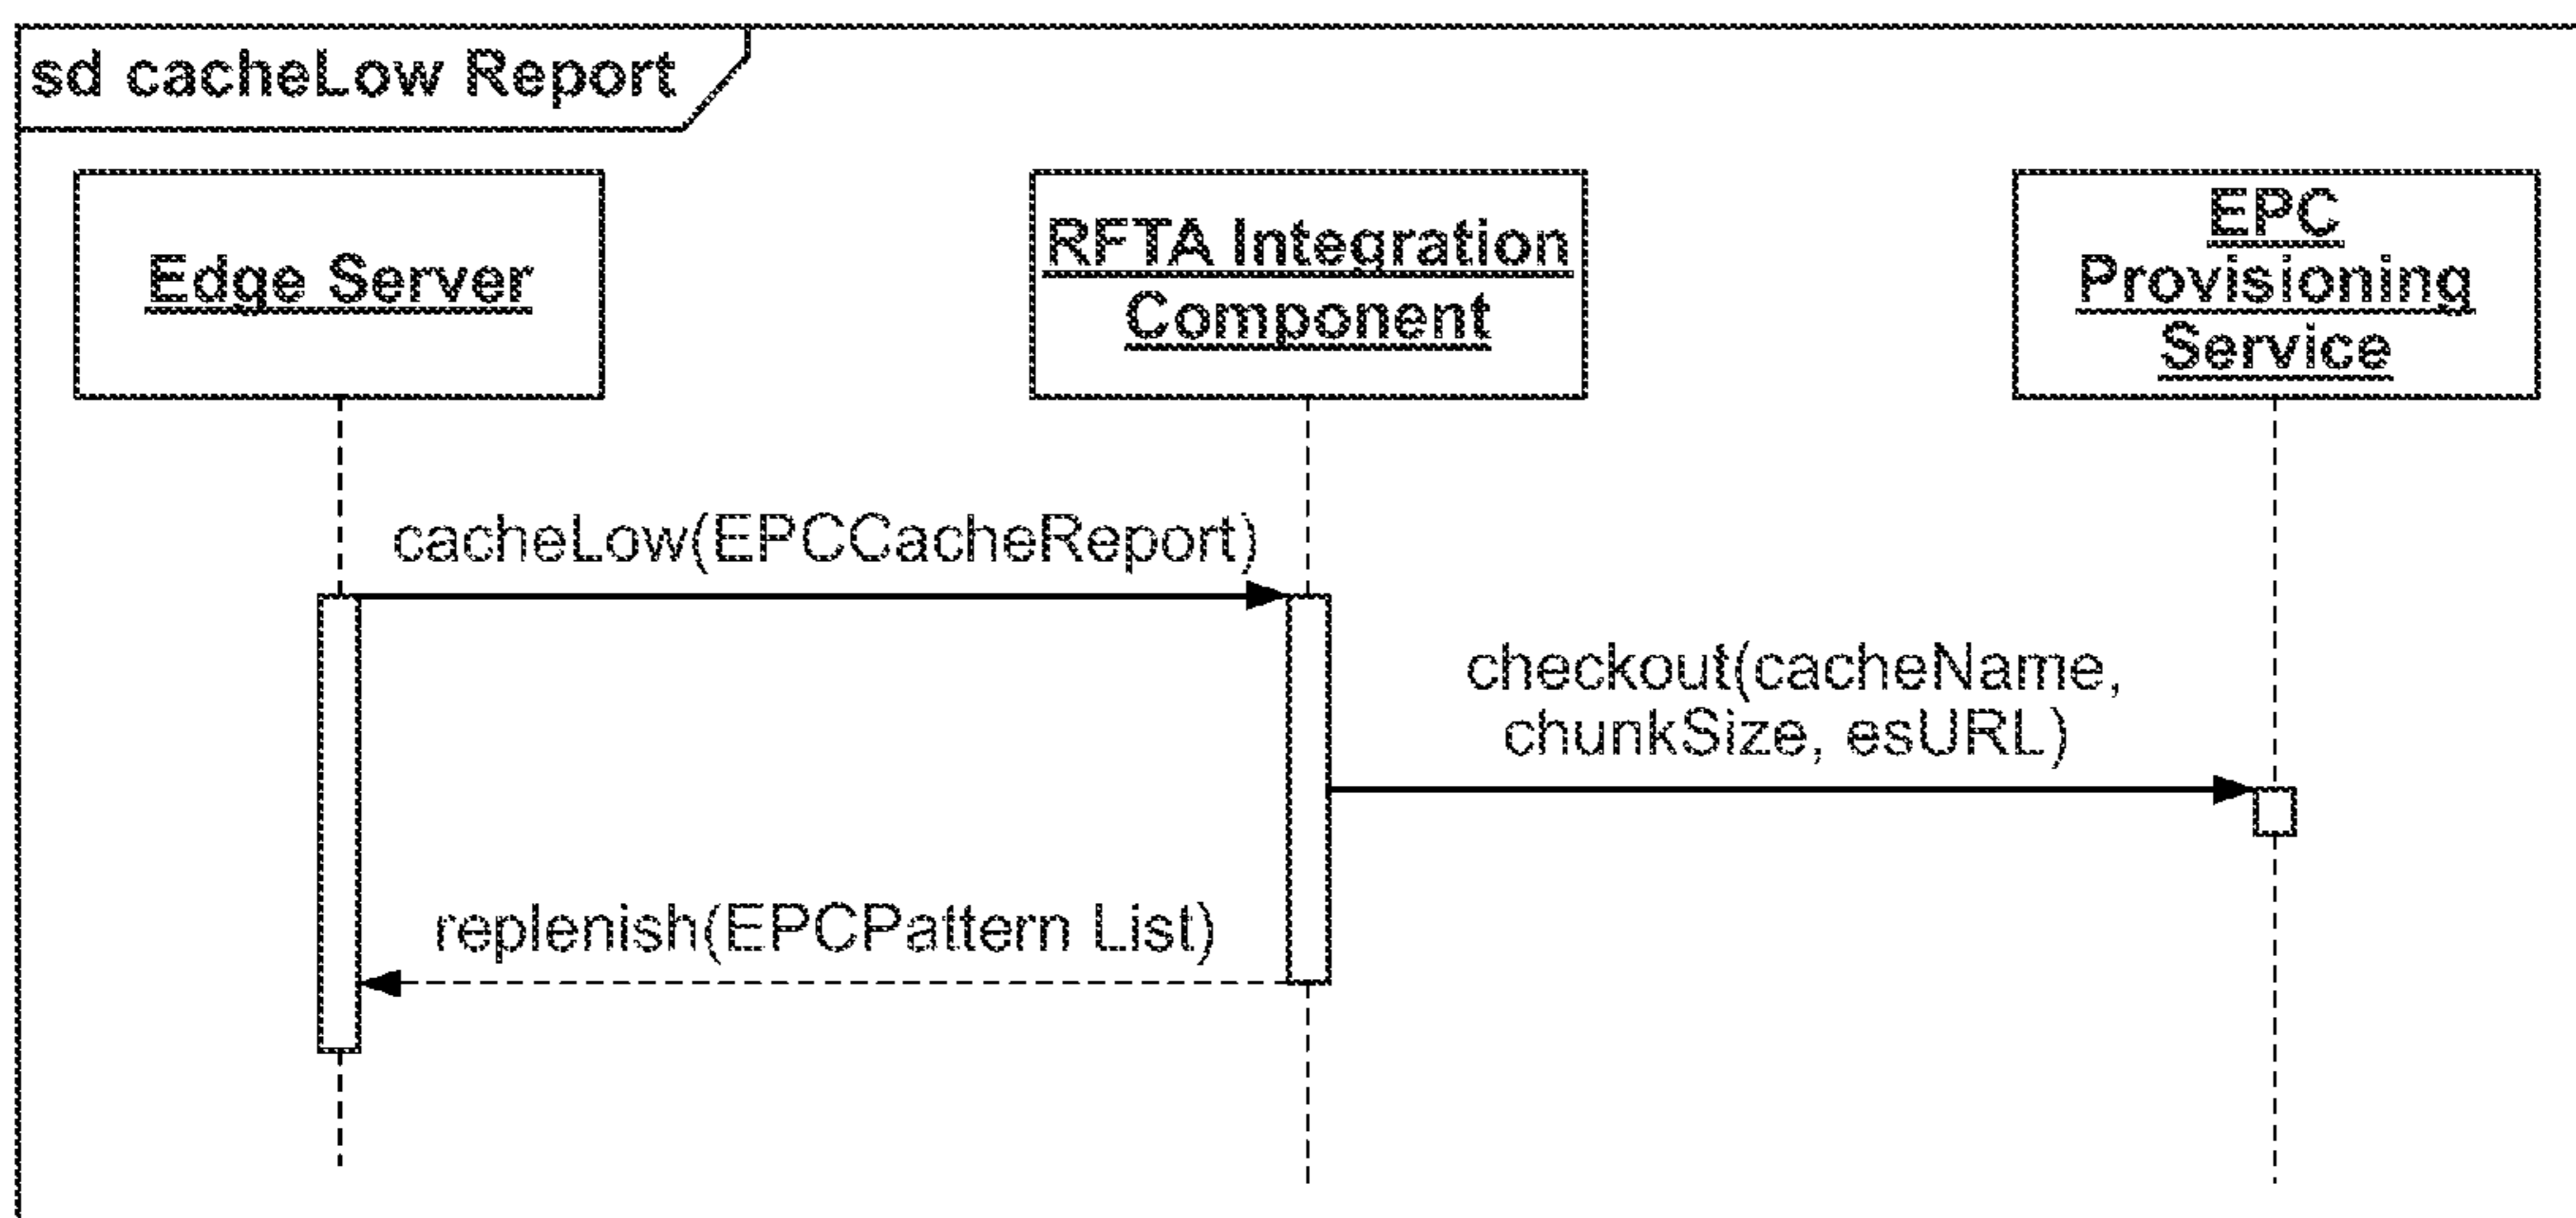 sd cacheLow Report
Edge Server
RFTA Integration
Component
EPC
Provisioning
Service
cacheLow(EPCCacheReport)
checkout(cacheName,
chunkSize, esURL)
replenish(EPCPattern List)